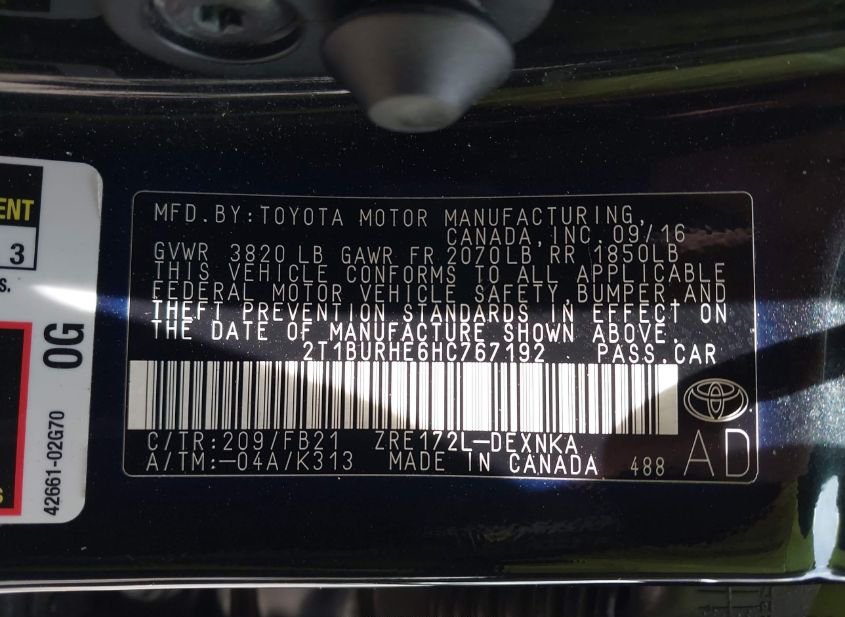 MFD.BY:TOYOTA MOTOR MANUFACTURING,
CANADA,INC. 09/16
GVWR 3820 LB GAWR FR 2070LB RR 1850LB
THIS VEHICLE CONFORMS TO ALL APPLICABLE
FEDERAL MOTOR VEHICLE SAFETY,BUMPER,AND
THEFT PREVENTION STANDARDS IN EFFECT ON
THE DATE OF MANUFACTURE SHOWN ABOVE.
2T1BURHE6HC767192 PASS.CAR
C/TR:209/FB21 ZRE172L-DEXNKA
A/TM:-04A/K313 MADE IN CANADA 488
AD
ENT
3
S.
0G
42661-02G70
S